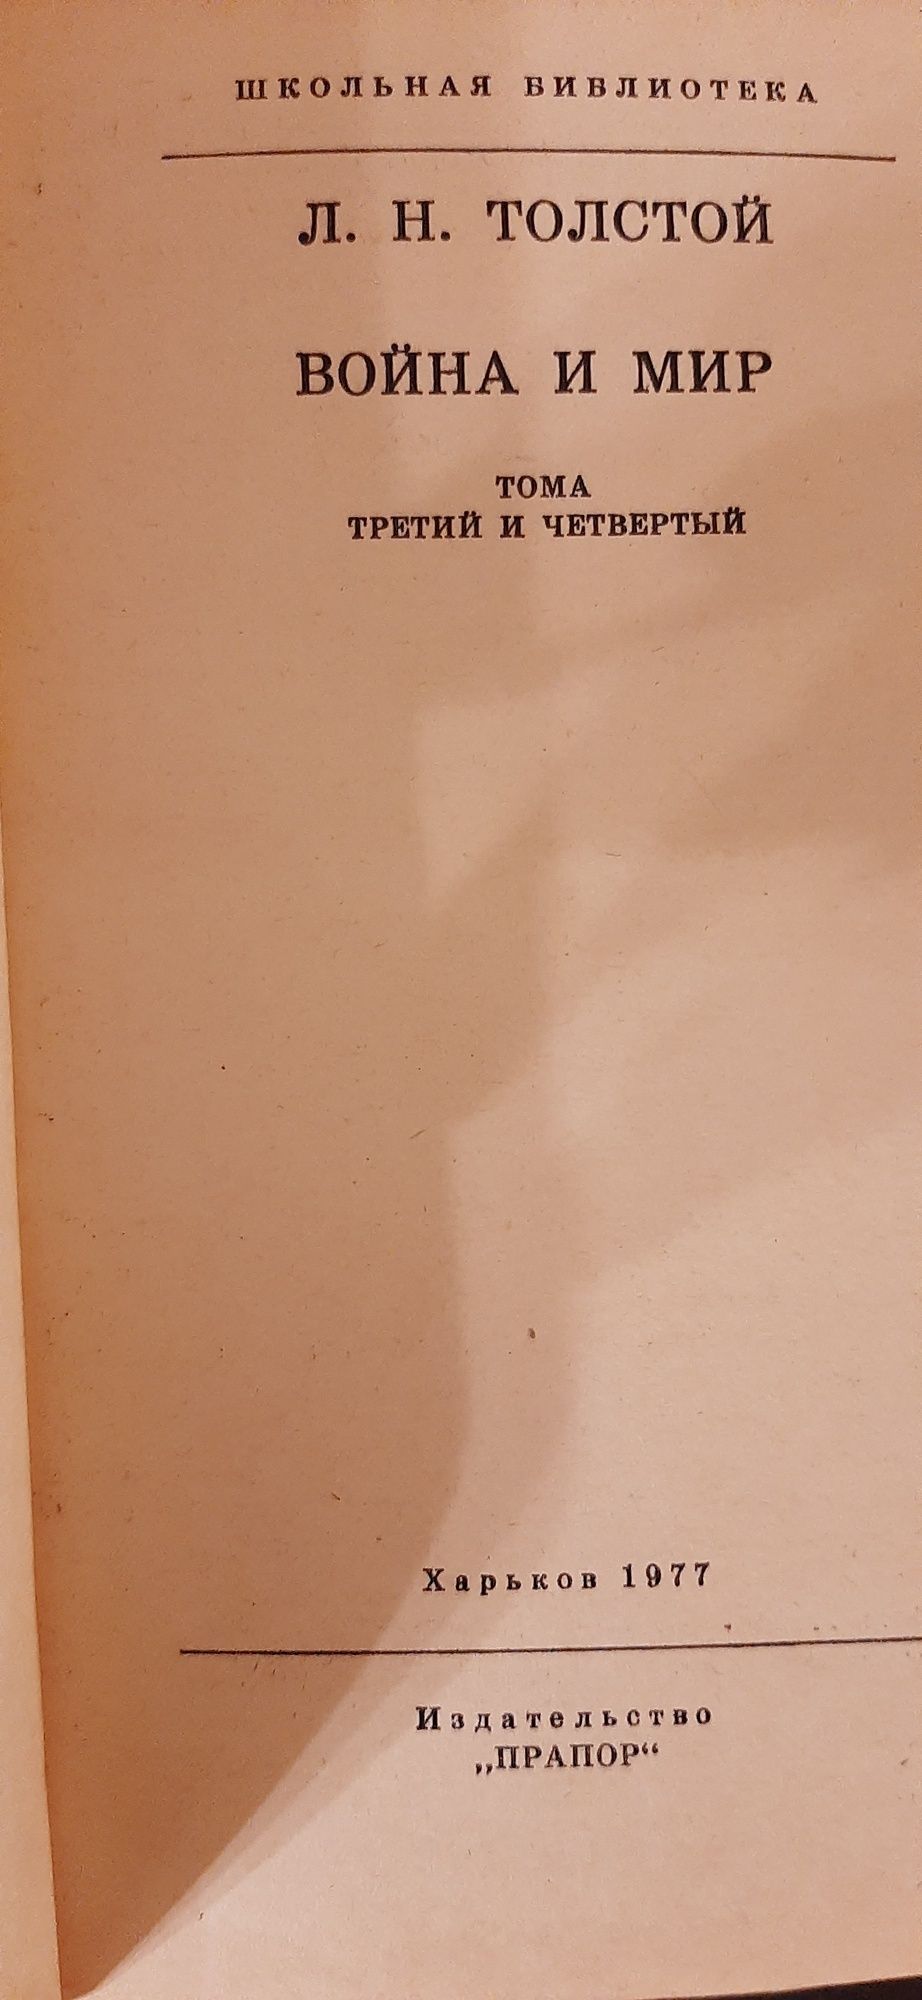 ШКОЛЬНАЯ БИБЛИОТЕКА
Л. Н. ТОЛСТОЙ
ВОЙНА И МИР
ТОМА
ТРЕТИЙ И ЧЕТВЕРТЫЙ
Харьков 1977
Издательство
„ПРАПОР“